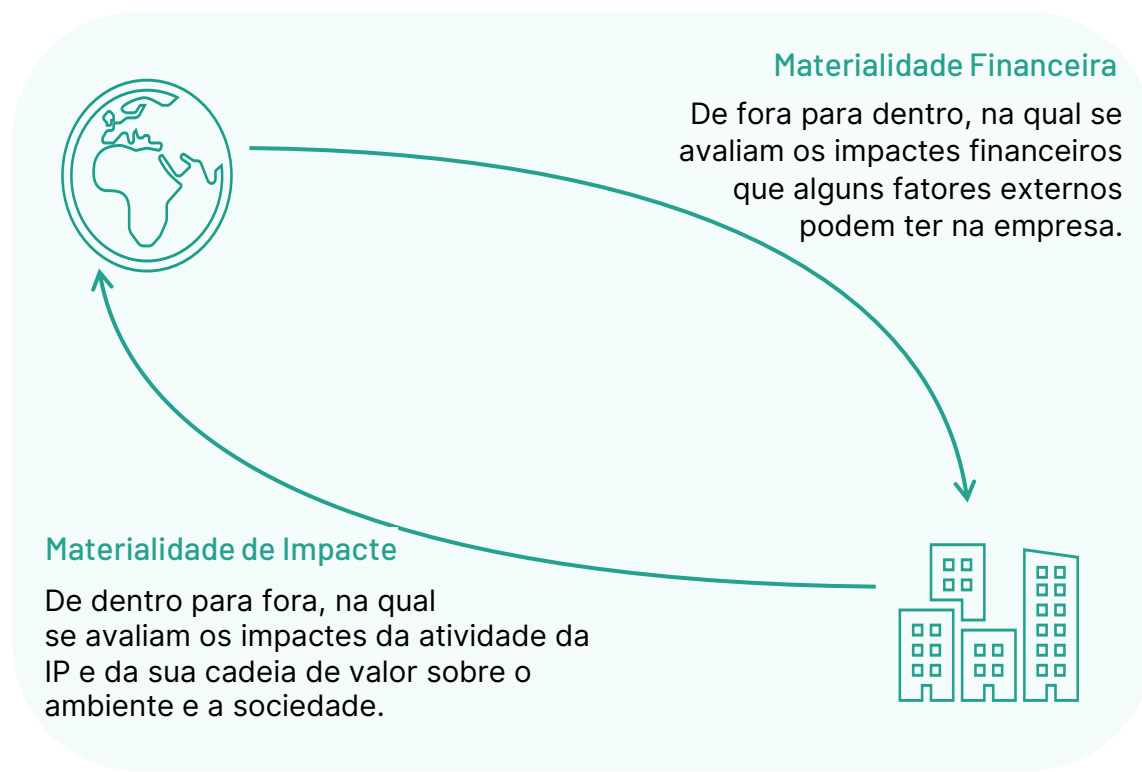 Materialidade Financeira
De fora para dentro, na qual se
avaliam os impactes financeiros
que alguns fatores externos
podem ter na empresa.
Materialidade de Impacte
De dentro para fora, na qual
se avaliam os impactes da atividade da
IP e da sua cadeia de valor sobre o
ambiente e a sociedade.